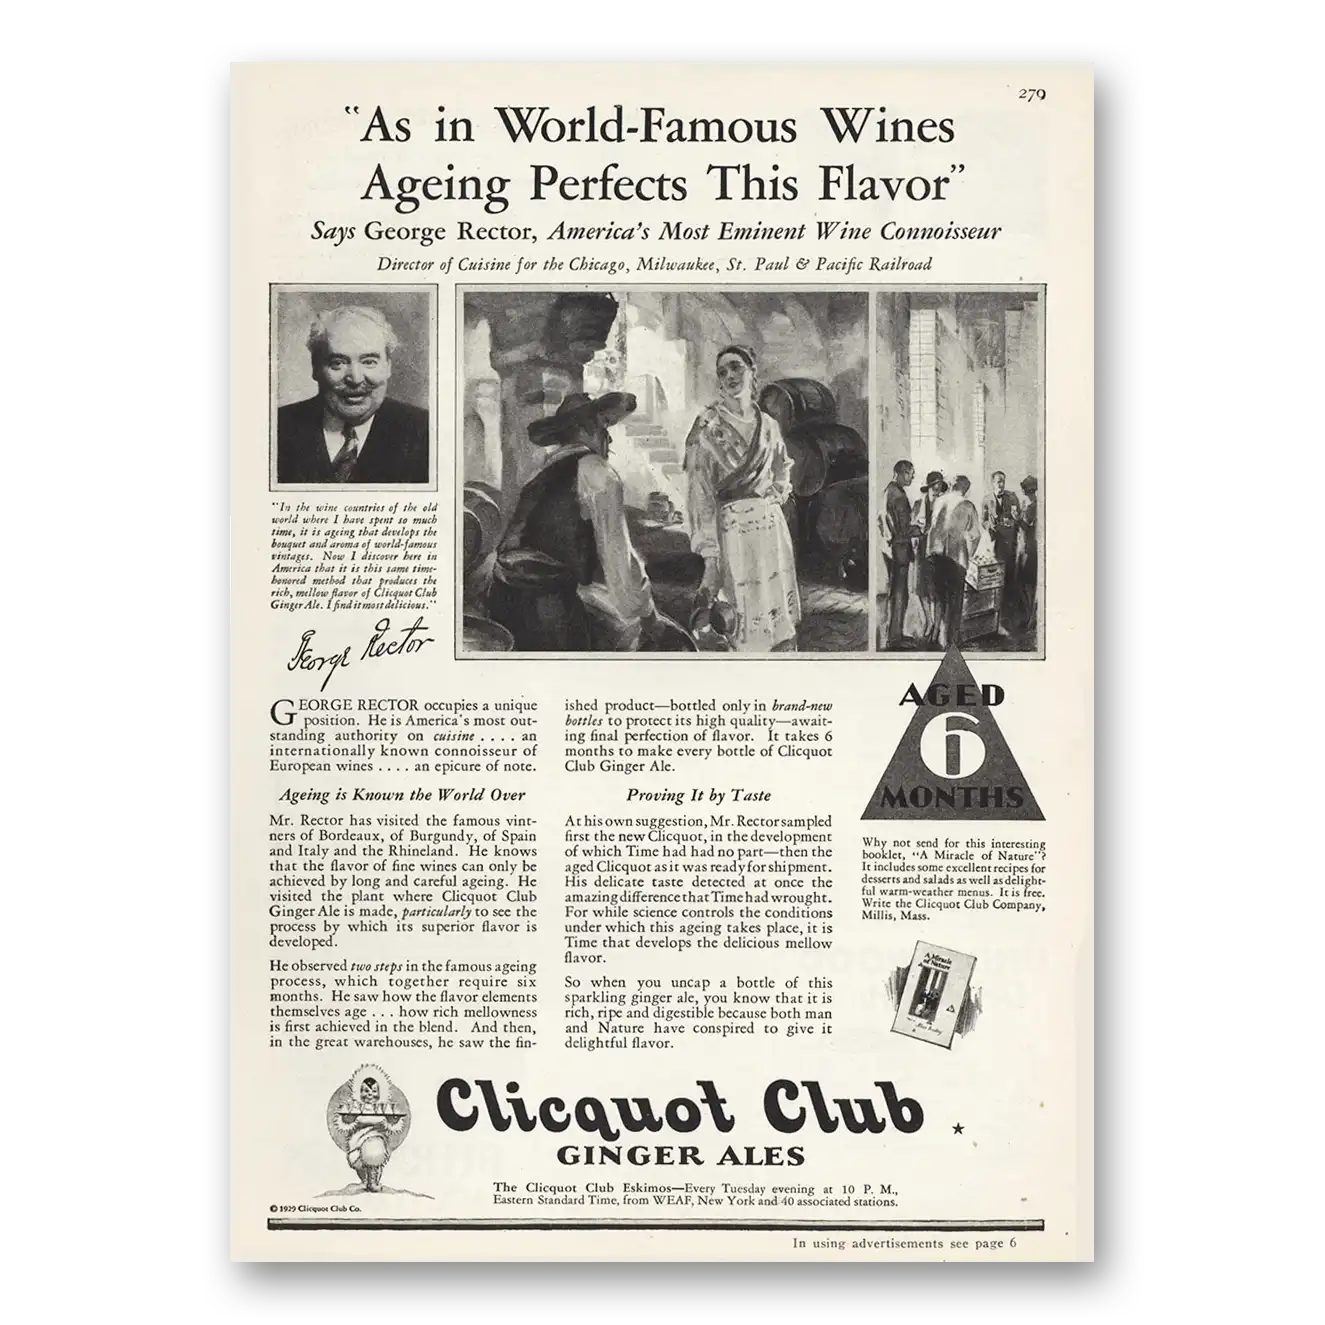 279
"As in World-Famous Wines
Ageing Perfects This Flavor"
Says George Rector, America's Most Eminent Wine Connoisseur
Director of Cuisine for the Chicago, Milwaukee, St. Paul & Pacific Railroad
"In the wine countries of the old
world where I have spent so much
time, it is ageing that develops the
bouquet and aroma of world-famous
vintages. Now I discover here in
America that it is this same time-
honored method that produces the
rich, mellow flavor of Clicquot Club
Ginger Ale. I find it most delicious."
George Rector
GEORGE RECTOR occupies a unique
position. He is America's most out-
standing authority on cuisine .... an
internationally known connoisseur of
European wines .... an epicure of note.
Ageing is Known the World Over
Mr. Rector has visited the famous vint-
ners of Bordeaux, of Burgundy, of Spain
and Italy and the Rhineland. He knows
that the flavor of fine wines can only be
achieved by long and careful ageing. He
visited the plant where Clicquot Club
Ginger Ale is made, particularly to see the
process by which its superior flavor is
developed.
He observed two steps in the famous ageing
process, which together require six
months. He saw how the flavor elements
themselves age ... how rich mellowness
is first achieved in the blend. And then,
in the great warehouses, he saw the fin-
ished product—bottled only in brand-new
bottles to protect its high quality—await-
ing final perfection of flavor. It takes 6
months to make every bottle of Clicquot
Club Ginger Ale.
Proving It by Taste
At his own suggestion, Mr. Rector sampled
first the new Clicquot, in the development
of which Time had had no part—then the
aged Clicquot as it was ready for shipment.
His delicate taste detected at once the
amazing difference that Time had wrought.
For while science controls the conditions
under which this ageing takes place, it is
Time that develops the delicious mellow
flavor.
So when you uncap a bottle of this
sparkling ginger ale, you know that it is
rich, ripe and digestible because both man
and Nature have conspired to give it
delightful flavor.
AGED
6
MONTHS
Why not send for this interesting
booklet, "A Miracle of Nature"?
It includes some excellent recipes for
desserts and salads as well as delight-
ful warm-weather menus. It is free.
Write the Clicquot Club Company,
Millis, Mass.
A Miracle
of Nature
Clicquot Club
GINGER ALES
The Clicquot Club Eskimos—Every Tuesday evening at 10 P. M.,
Eastern Standard Time, from WEAF, New York and 40 associated stations.
© 1929 Clicquot Club Co.
In using advertisements see page 6